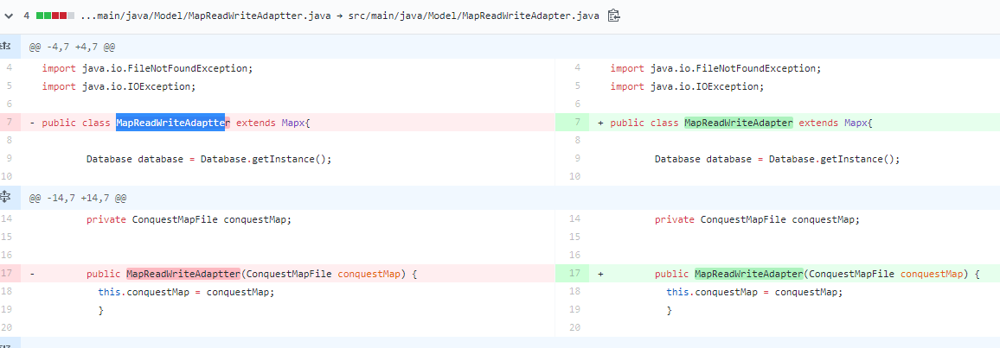 4 ...main/java/Model/MapReadWriteAdaptter.java → src/main/java/Model/MapReadWriteAdapter.java
@@ -4,7 +4,7 @@
4 import java.io.FileNotFoundException; 4 import java.io.FileNotFoundException;
5 import java.io.IOException; 5 import java.io.IOException;
6 6
7 - public class MapReadWriteAdaptter extends Mapx{ 7 + public class MapReadWriteAdapter extends Mapx{
8 8
9 Database database = Database.getInstance(); 9 Database database = Database.getInstance();
10 10
@@ -14,7 +14,7 @@
14 private ConquestMapFile conquestMap; 14 private ConquestMapFile conquestMap;
15 15
16 16
17 - public MapReadWriteAdaptter(ConquestMapFile conquestMap) { 17 + public MapReadWriteAdapter(ConquestMapFile conquestMap) {
18 this.conquestMap = conquestMap; 18 this.conquestMap = conquestMap;
19 } 19 }
20 20